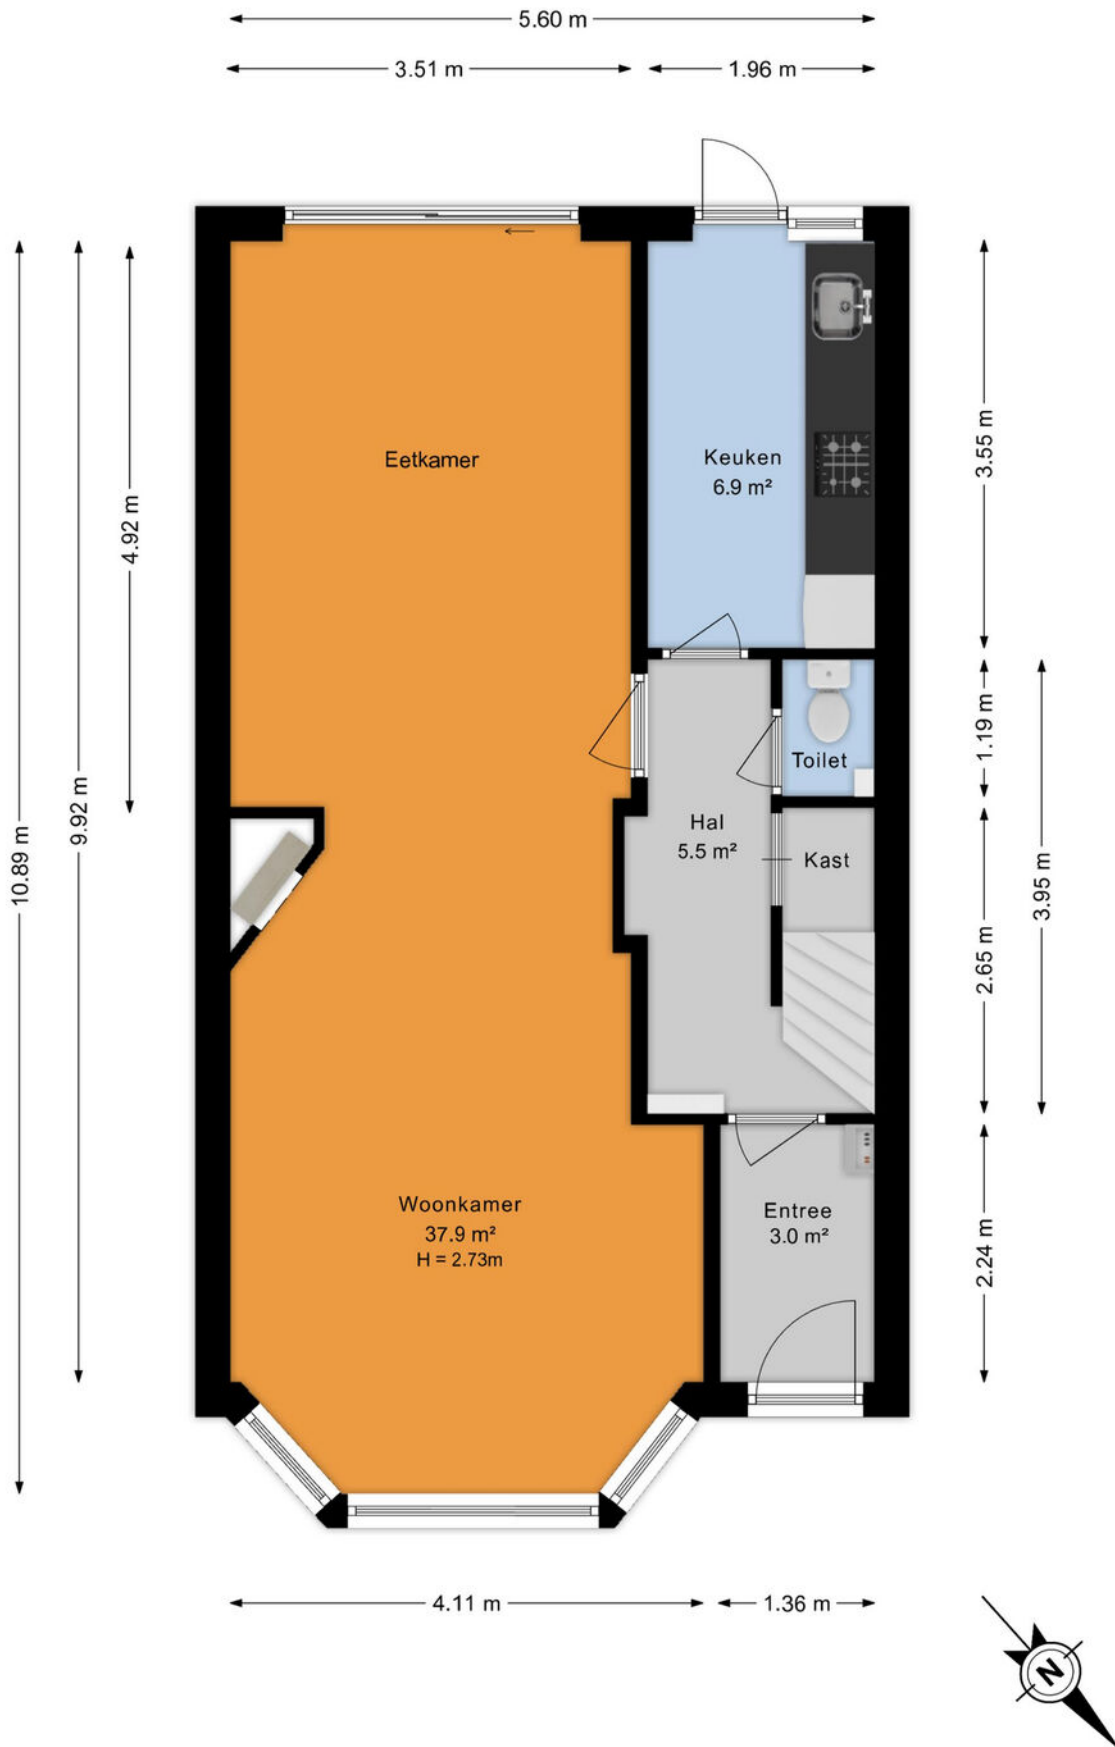 5.60 m
3.51 m
1.96 m
Eetkamer
Keuken
6.9 m²
3.55 m
4.92 m
1.19 m
Toilet
9.92 m
10.89 m
Hal
5.5 m²
Kast
3.95 m
2.65 m
Woonkamer
37.9 m²
H = 2.73m
Entree
3.0 m²
2.24 m
4.11 m
1.36 m
N